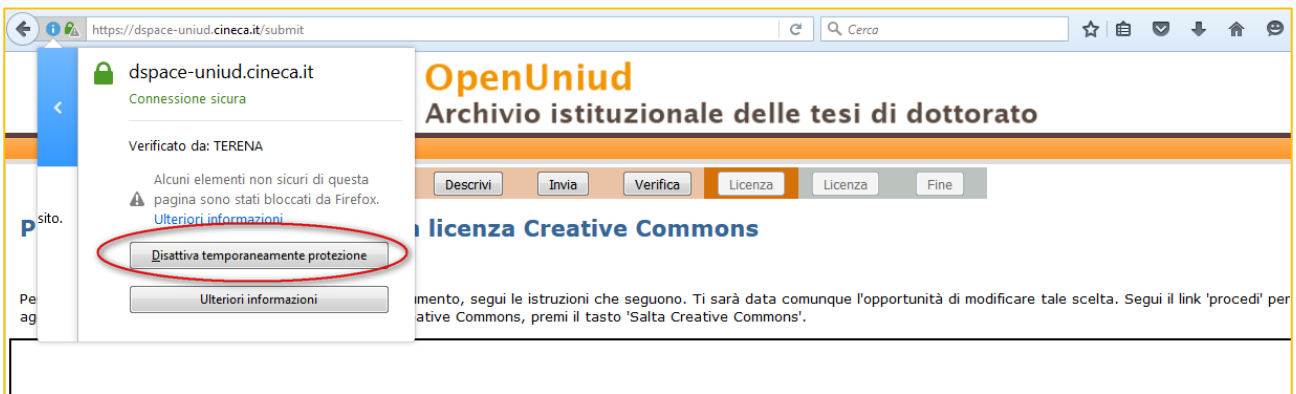 https://dspace-uniud.cineca.it/submit
Cerca
dspace-uniud.cineca.it
Connessione sicura
Verificato da: TERENA
Alcuni elementi non sicuri di questa
pagina sono stati bloccati da Firefox.
Ulteriori informazioni
Disattiva temporaneamente protezione
Ulteriori informazioni
OpenUniud
Archivio istituzionale delle tesi di dottorato
Descrivi Invia Verifica Licenza Licenza Fine
sito.
P licenza Creative Commons
Pe mento, segui le istruzioni che seguono. Ti sarà data comunque l'opportunità di modificare tale scelta. Segui il link 'procedi' per
ag ative Commons, premi il tasto 'Salta Creative Commons'.